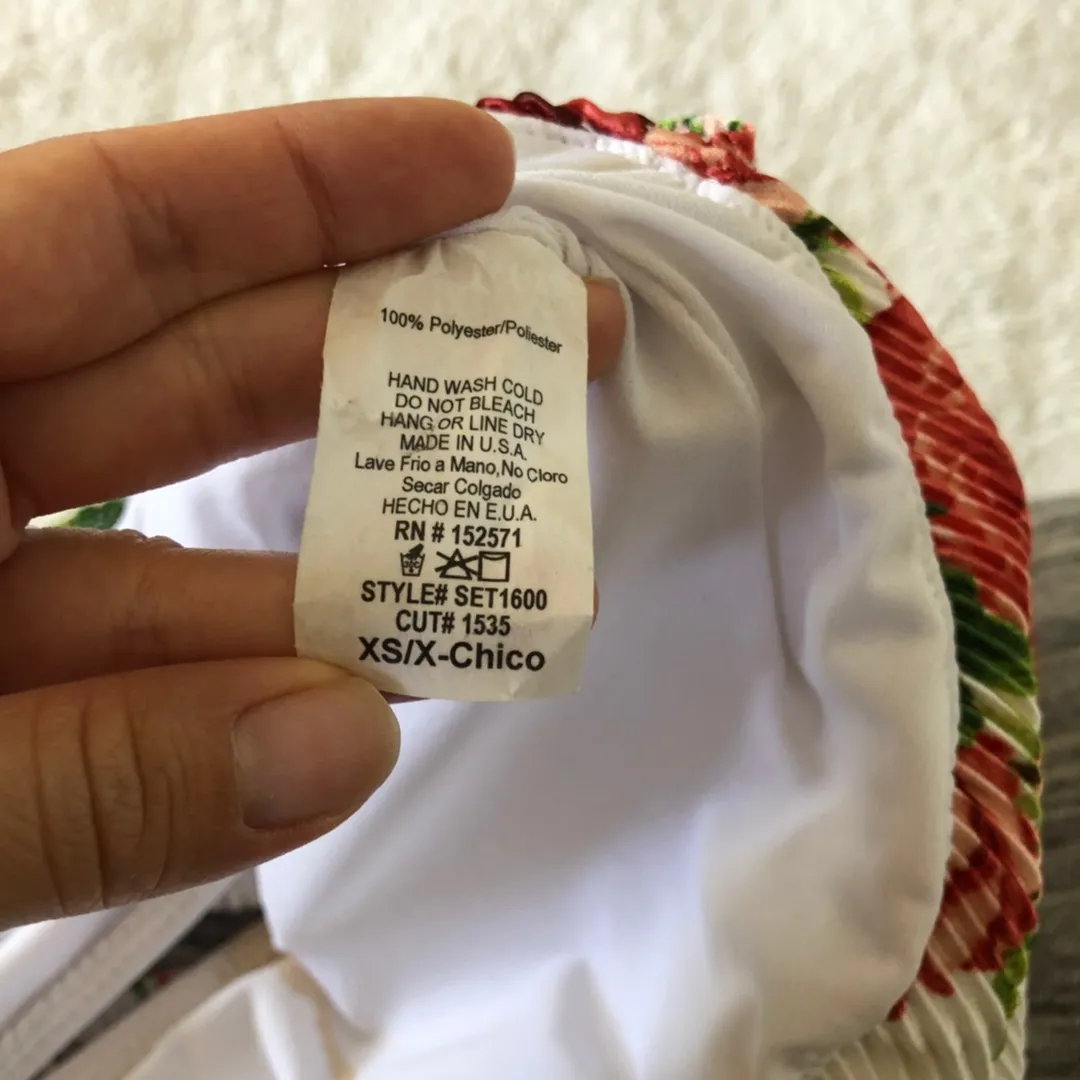 100% Polyester/Poliester
HAND WASH COLD
DO NOT BLEACH
HANG OR LINE DRY
MADE IN U.S.A.
Lave Frio a Mano, No Cloro
Secar Colgado
HECHO EN E.U.A.
RN # 152571
STYLE# SET1600
CUT# 1535
XS/X-Chico